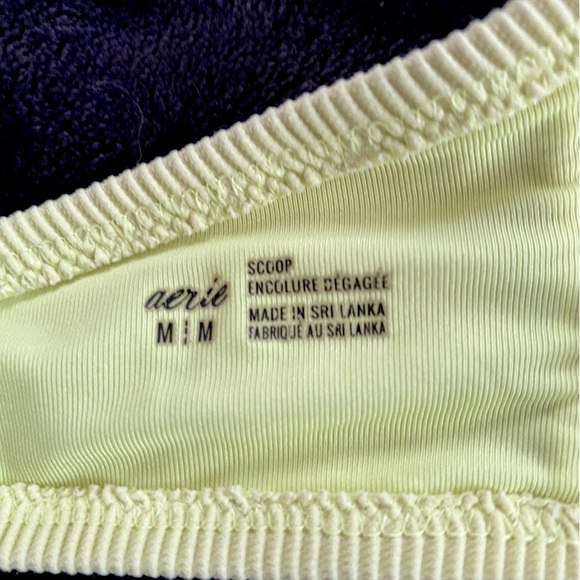 aerie
M M
SCOOP
ENCOLURE DÉGAGÉE
MADE IN SRI LANKA
FABRIQUÉ AU SRI LANKA